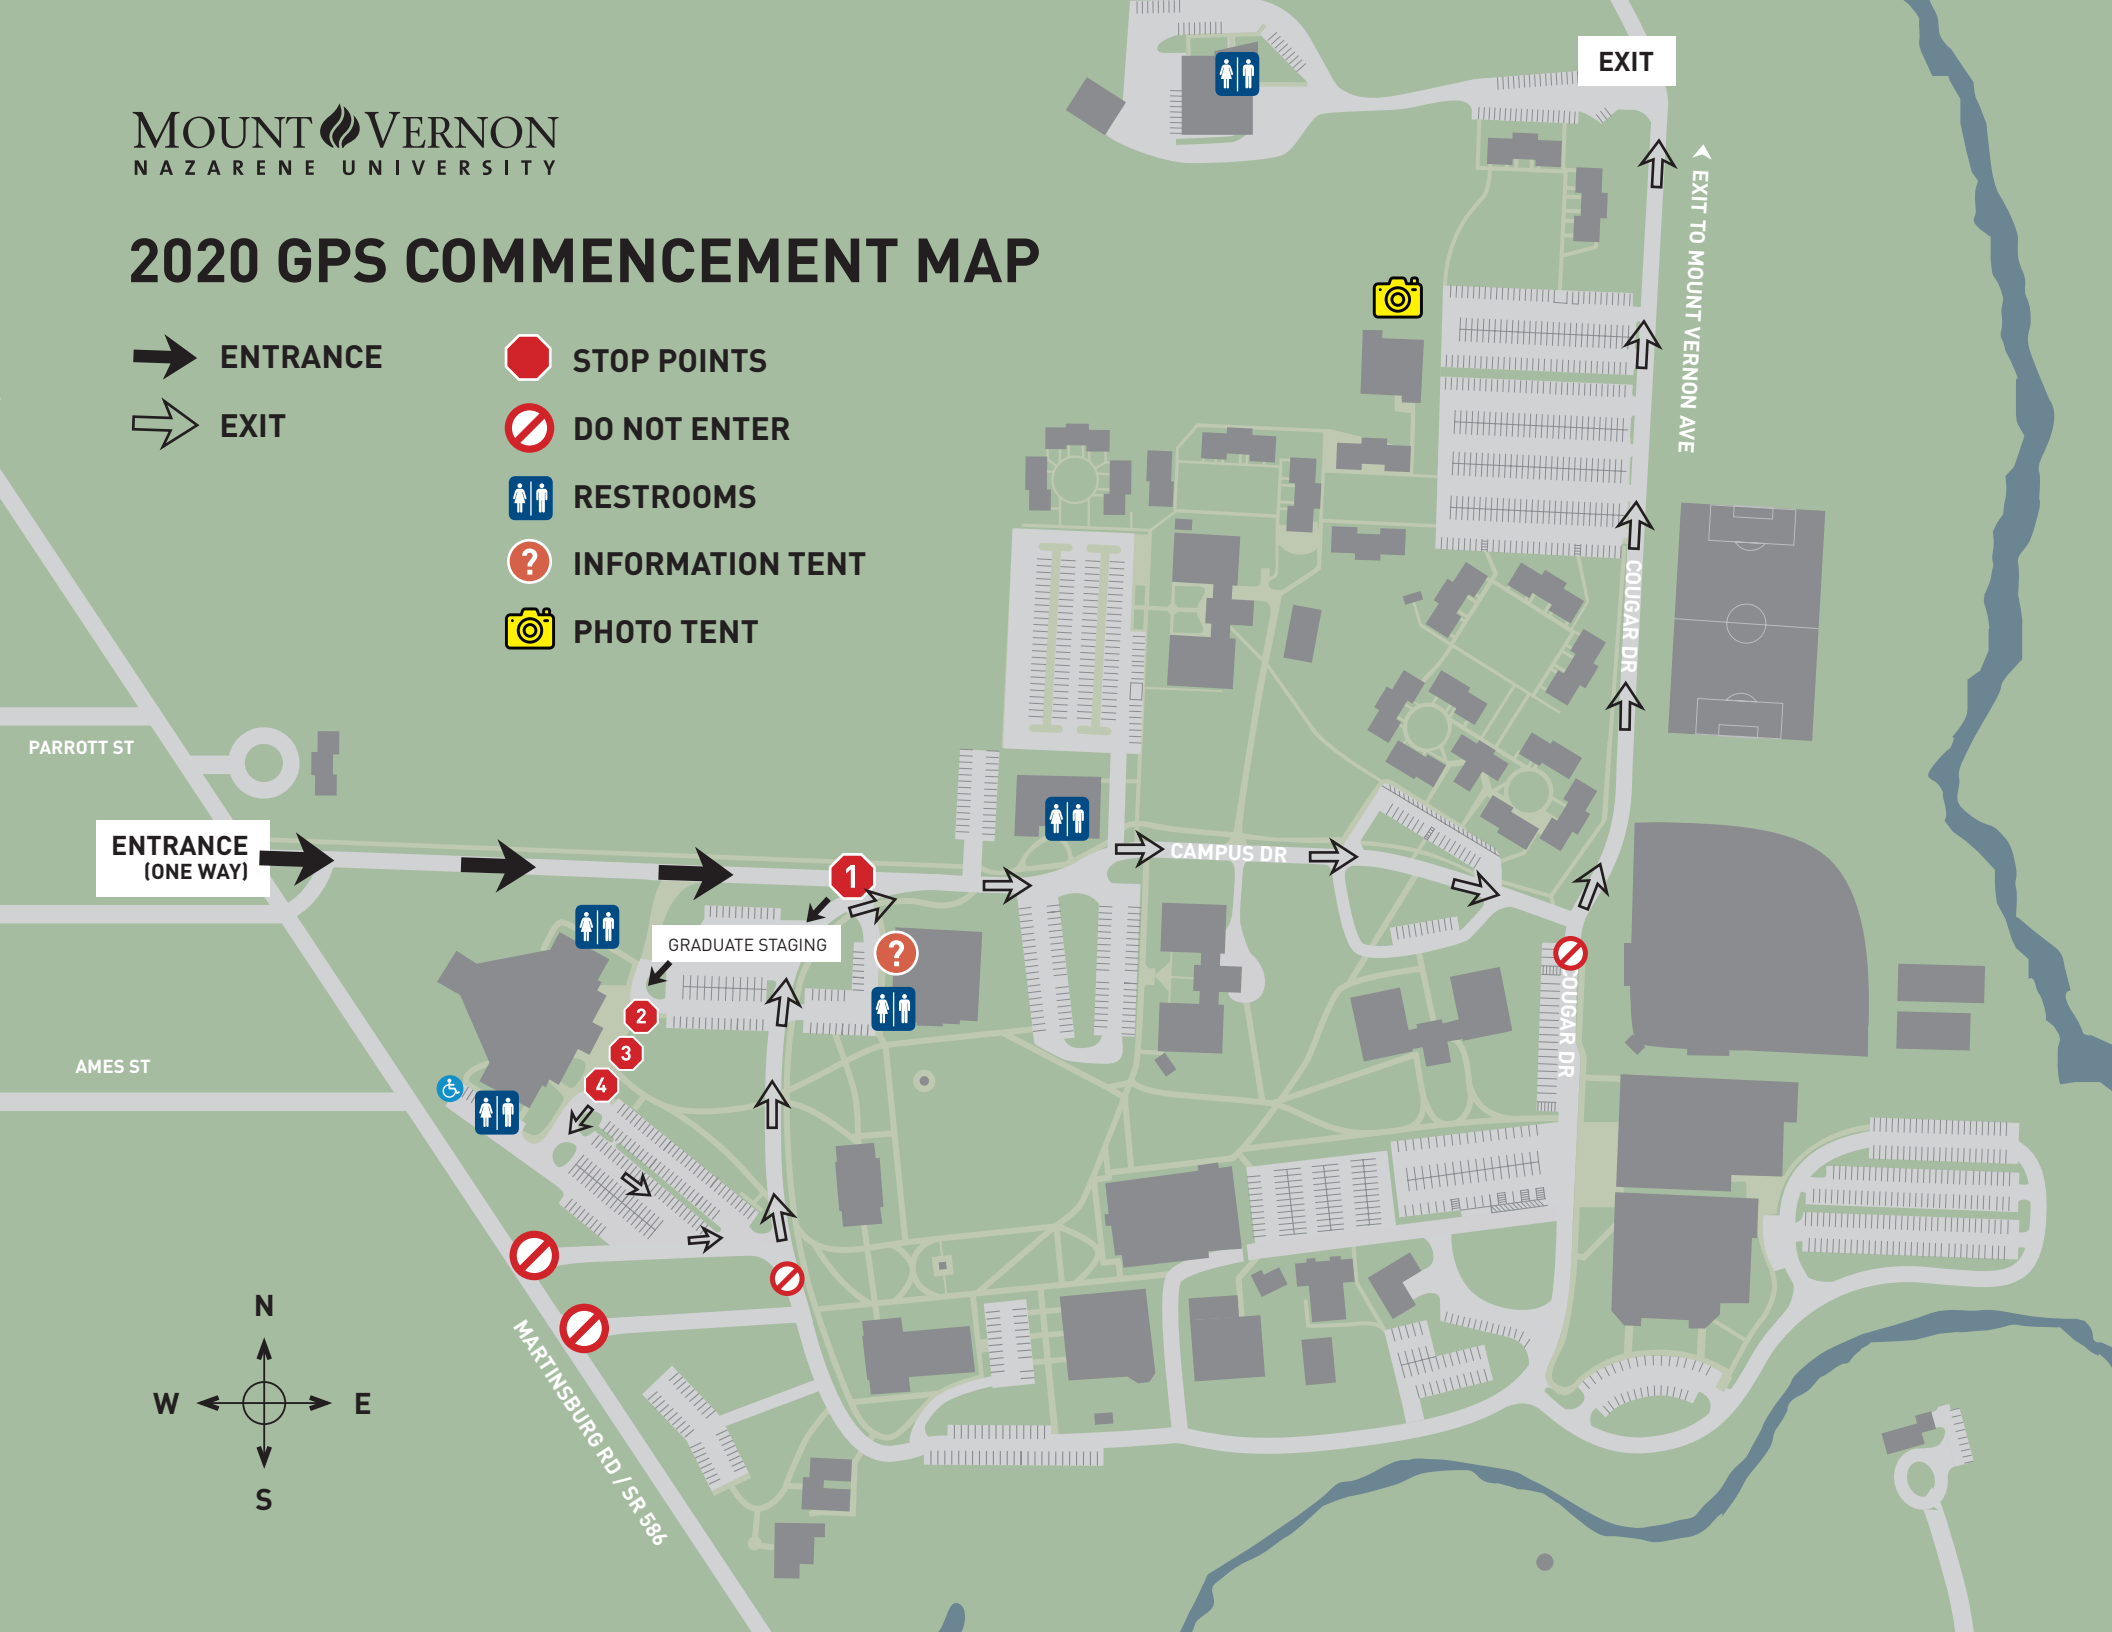 MOUNT VERNON
NAZARENE UNIVERSITY
2020 GPS COMMENCEMENT MAP
ENTRANCE
EXIT
STOP POINTS
DO NOT ENTER
RESTROOMS
? INFORMATION TENT
PHOTO TENT
EXIT
EXIT TO MOUNT VERNON AVE
COUGAR DR
PARROTT ST
ENTRANCE
(ONE WAY)
1
CAMPUS DR
GRADUATE STAGING
?
2
3
4
COUGAR DR
AMES ST
MARTINSBURG RD / SR 586
N
W E
S